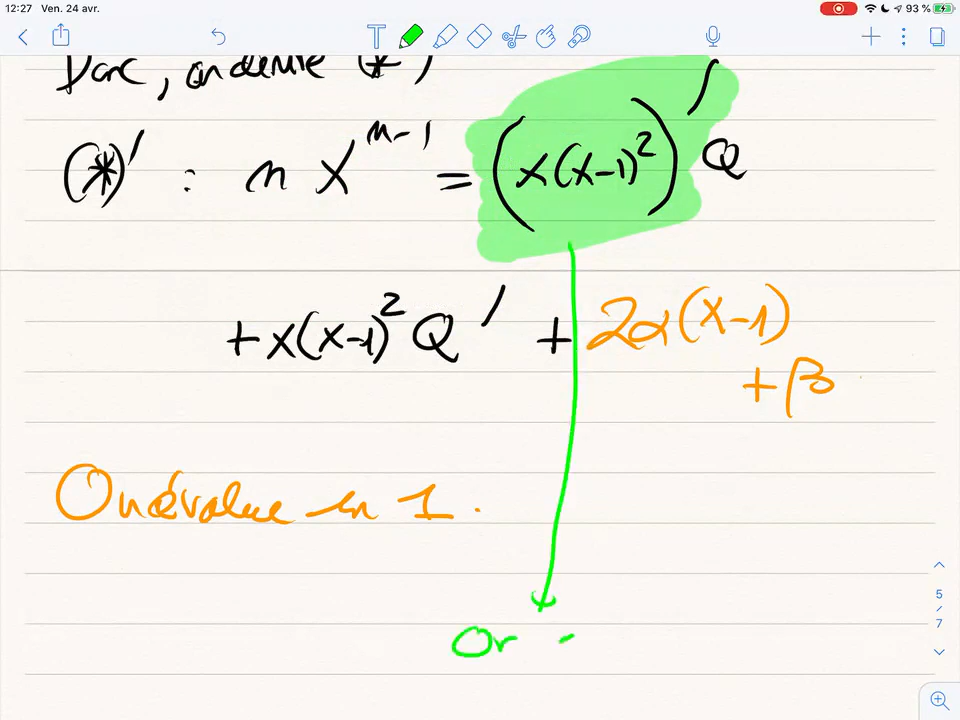 12:27 Ven. 24 avr. 93 %
T
Donc, on dérive (*)
(*)' : n X^{n-1} = (X(X-1)^2)' Q
+ X(X-1)^2 Q' + 2α(X-1)
+ β
On évalue en 1.
Or
5
/
7